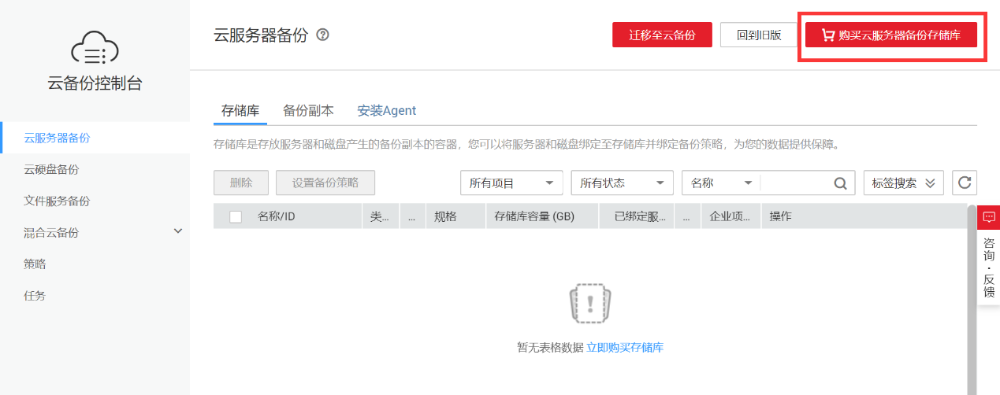 云备份控制台
云服务器备份
云硬盘备份
文件服务备份
混合云备份
策略
任务
云服务器备份 ?
迁移至云备份 回到旧版 购买云服务器备份存储库
存储库 备份副本 安装Agent
存储库是存放服务器和磁盘产生的备份副本的容器，您可以将服务器和磁盘绑定至存储库并绑定备份策略，为您的数据提供保障。
删除 设置备份策略 所有项目 所有状态 名称 标签搜索
名称/ID 类... ... 规格 存储库容量 (GB) 已绑定服... ... 企业项... 操作
暂无表格数据 立即购买存储库
咨询·反馈